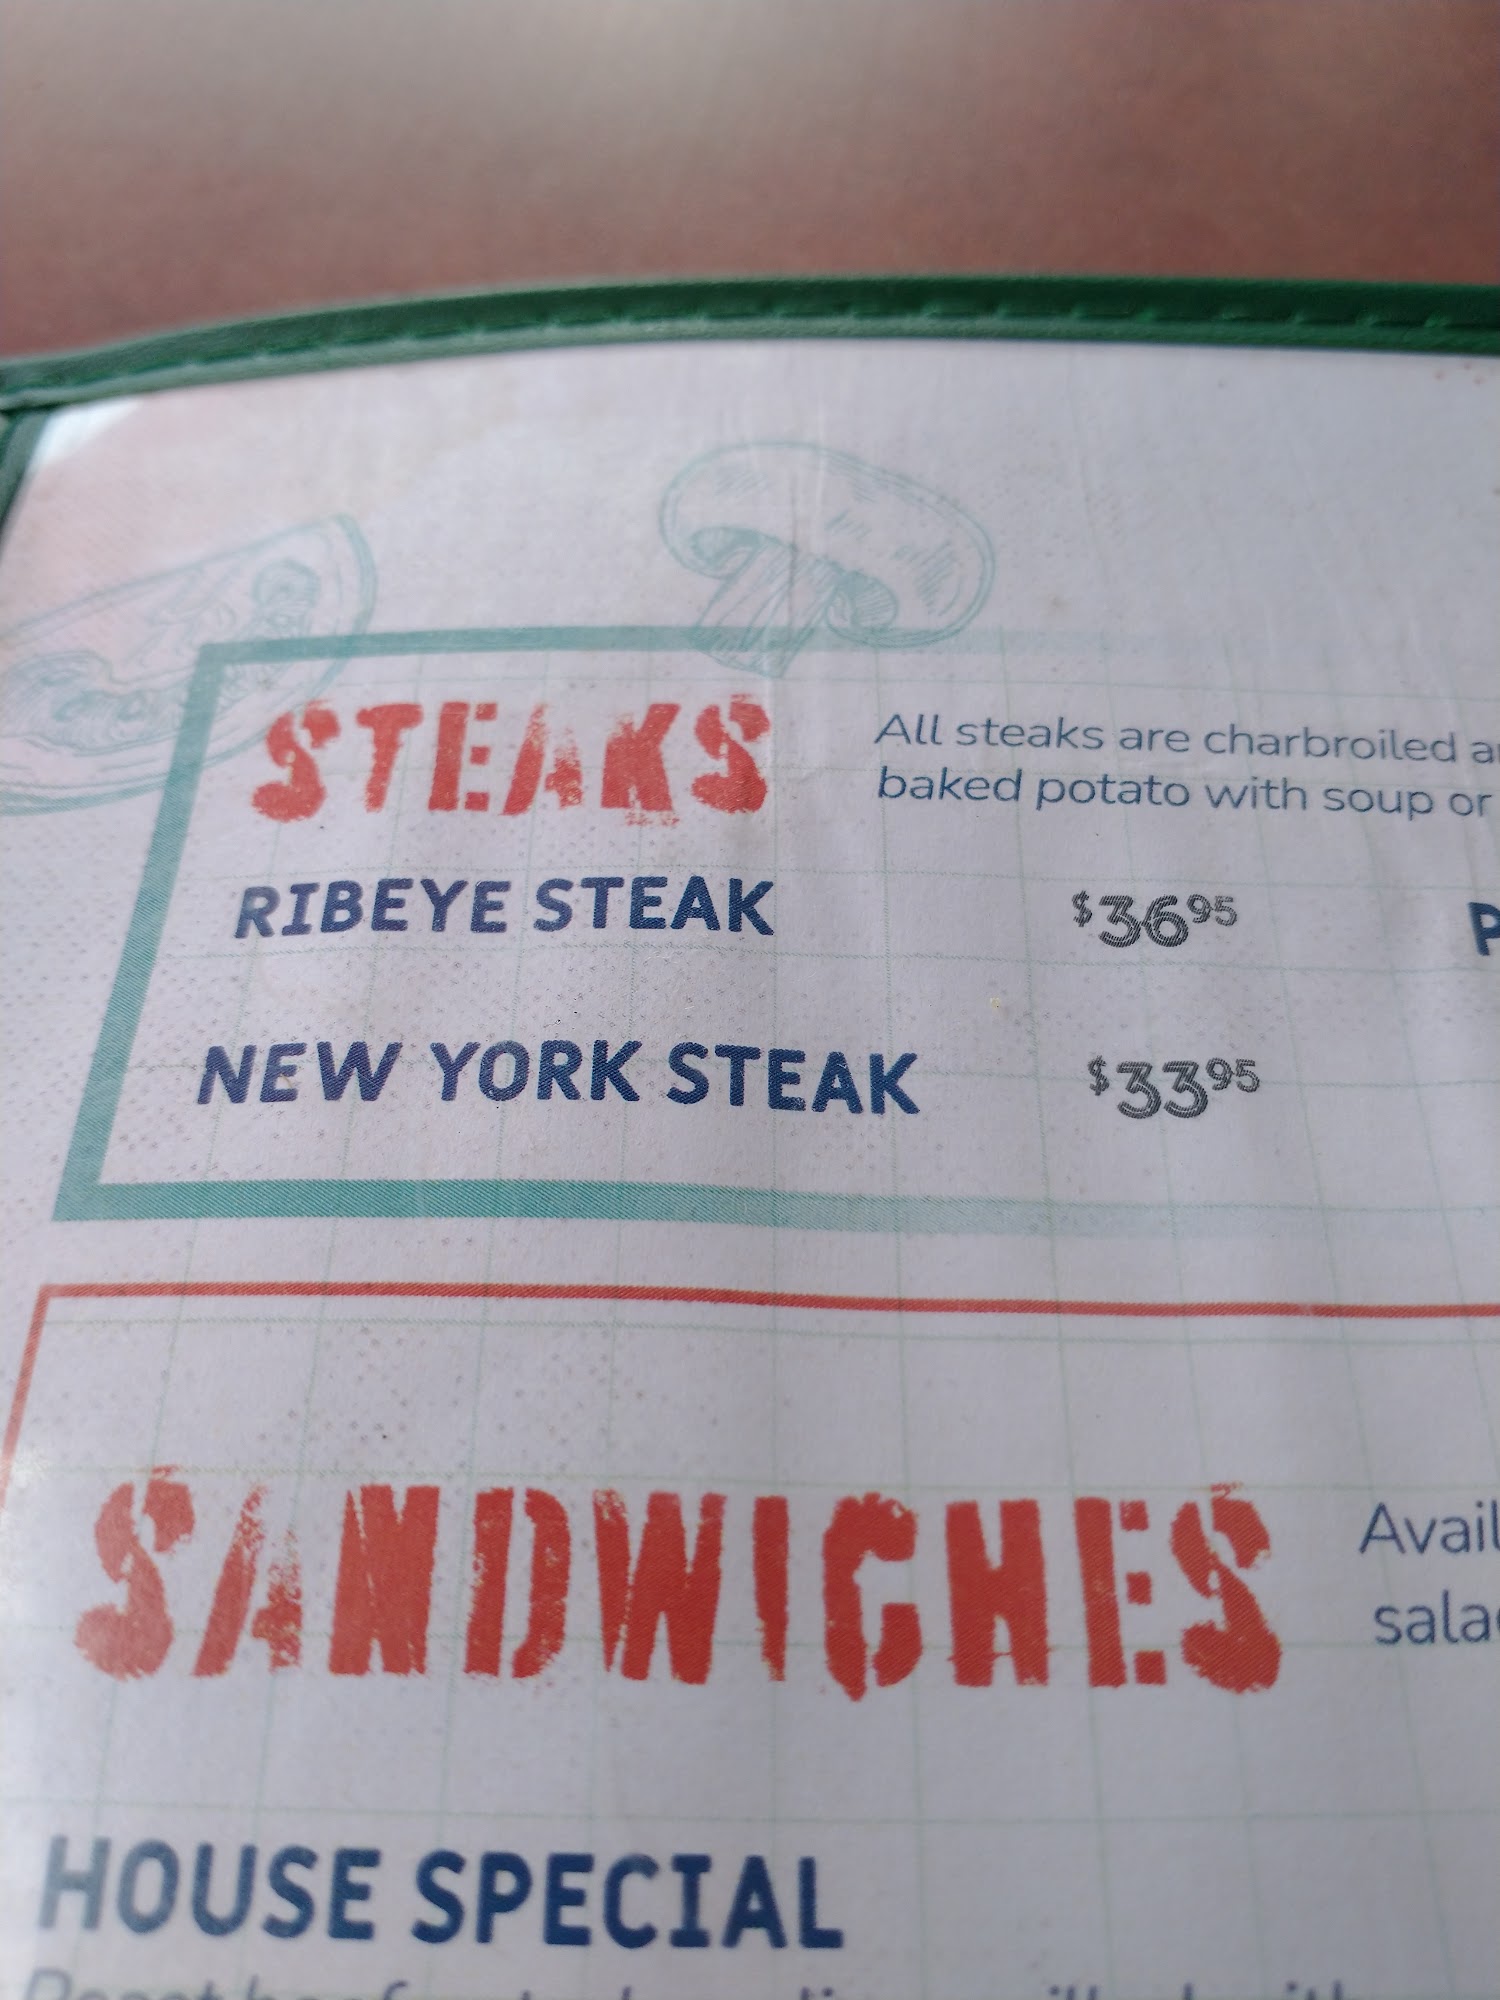 STEAKS
All steaks are charbroiled
baked potato with soup or
RIBEYE STEAK $36.95
NEW YORK STEAK $33.95
SANDWICHES
HOUSE SPECIAL